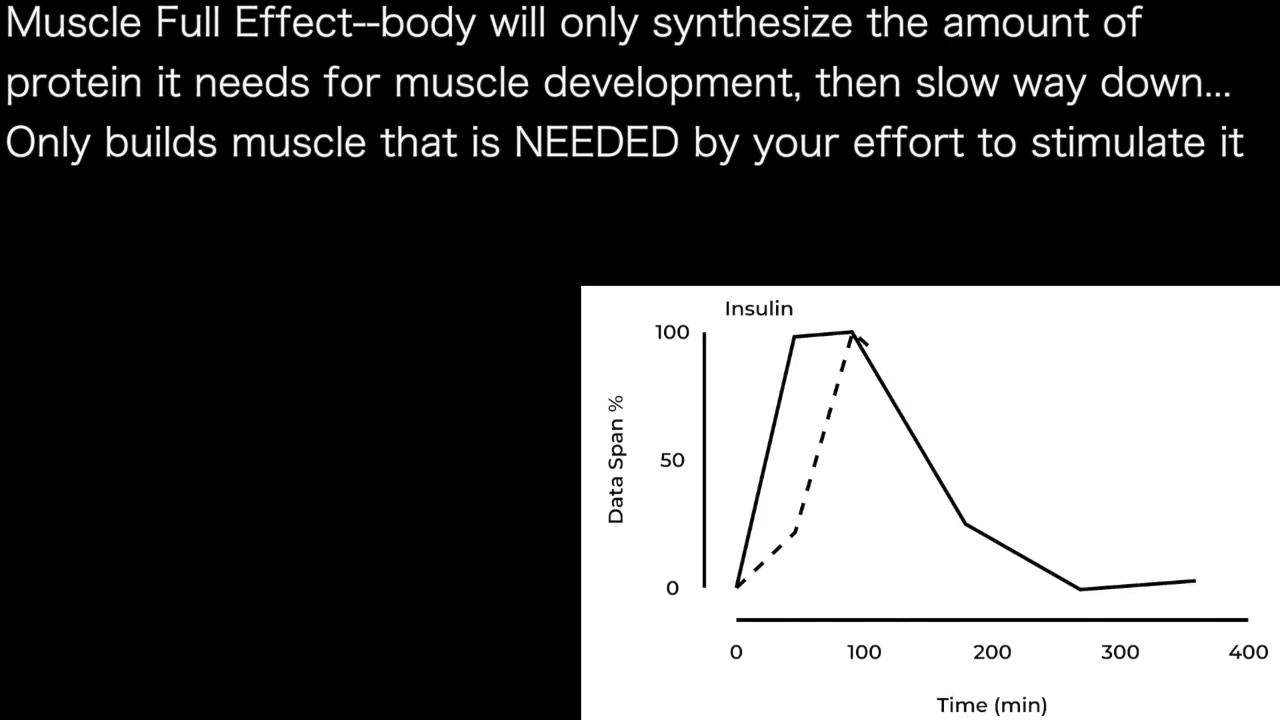 Muscle Full Effect--body will only synthesize the amount of
protein it needs for muscle development, then slow way down...
Only builds muscle that is NEEDED by your effort to stimulate it
Insulin
100
50
0
Data Span %
0 100 200 300 400
Time (min)